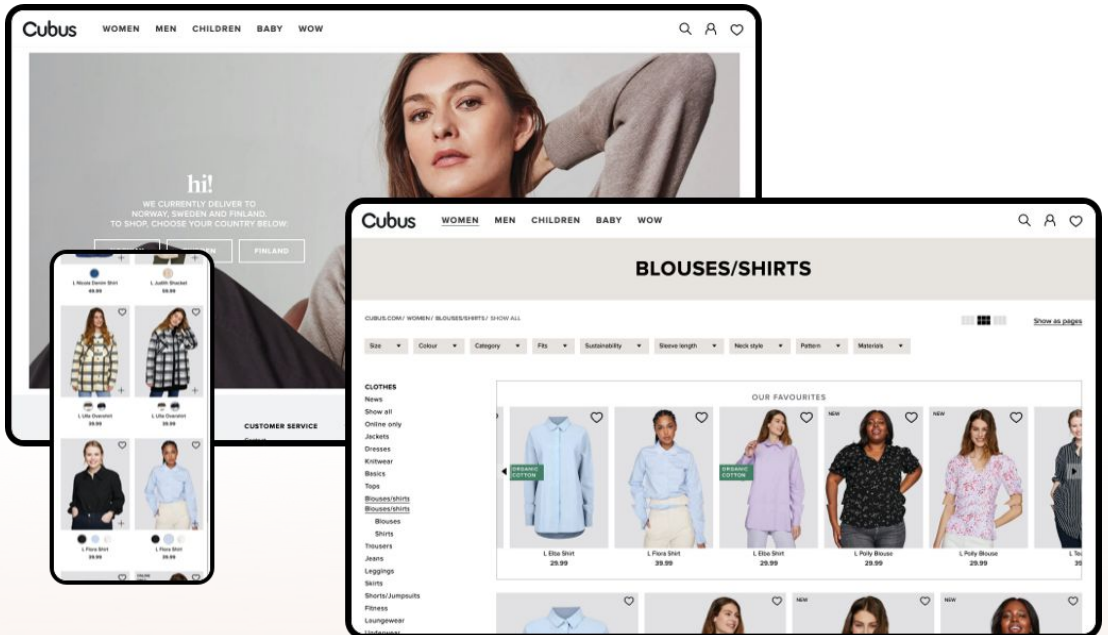 Cubus WOMEN MEN CHILDREN BABY WOW
hi!
WE CURRENTLY DELIVER TO
NORWAY, SWEDEN AND FINLAND.
TO SHOP, CHOOSE YOUR COUNTRY BELOW:
FINLAND
CUSTOMER SERVICE
L Nicola Denim Shirt
49.99
L Judith Shacket
59.99
L Ulla Overshirt
39.99
L Ulla Overshirt
39.99
L Flora Shirt
39.99
L Flora Shirt
39.99
Cubus WOMEN MEN CHILDREN BABY WOW
BLOUSES/SHIRTS
CUBUS.COM/ WOMEN/ BLOUSES/SHIRTS/ SHOW ALL
Show as pages
Size Colour Category Fits Sustainability Sleeve length Neck style Pattern Materials
CLOTHES
News
Show all
Online only
Jackets
Dresses
Knitwear
Basics
Tops
Blouses/shirts
Blouses/shirts
Blouses
Shirts
Trousers
Jeans
Leggings
Skirts
Shorts/Jumpsuits
Fitness
Loungewear
Underwear
OUR FAVOURITES
ORGANIC
COTTON
L Elba Shirt
29.99
L Flora Shirt
39.99
ORGANIC
COTTON
L Elba Shirt
29.99
NEW
L Polly Blouse
29.99
NEW
L Polly Blouse
29.99
NEW
NEW